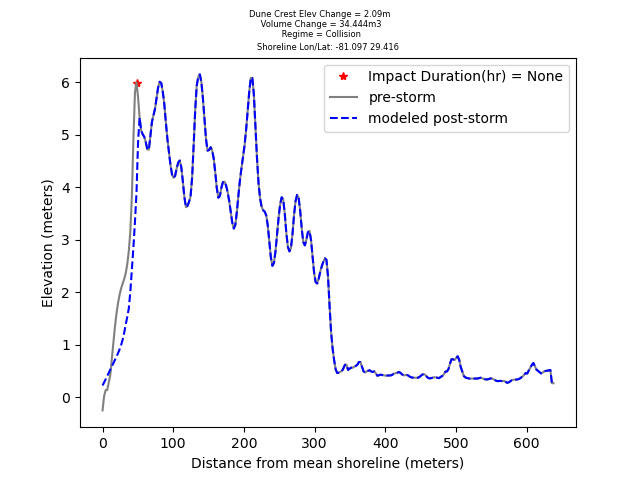 Dune Crest Elev Change = 2.09m
Volume Change = 34.444m3
Regime = Collision
Shoreline Lon/Lat: -81.097 29.416
Impact Duration(hr) = None
pre-storm
modeled post-storm
Elevation (meters)
6
5
4
3
2
1
0
0 100 200 300 400 500 600
Distance from mean shoreline (meters)